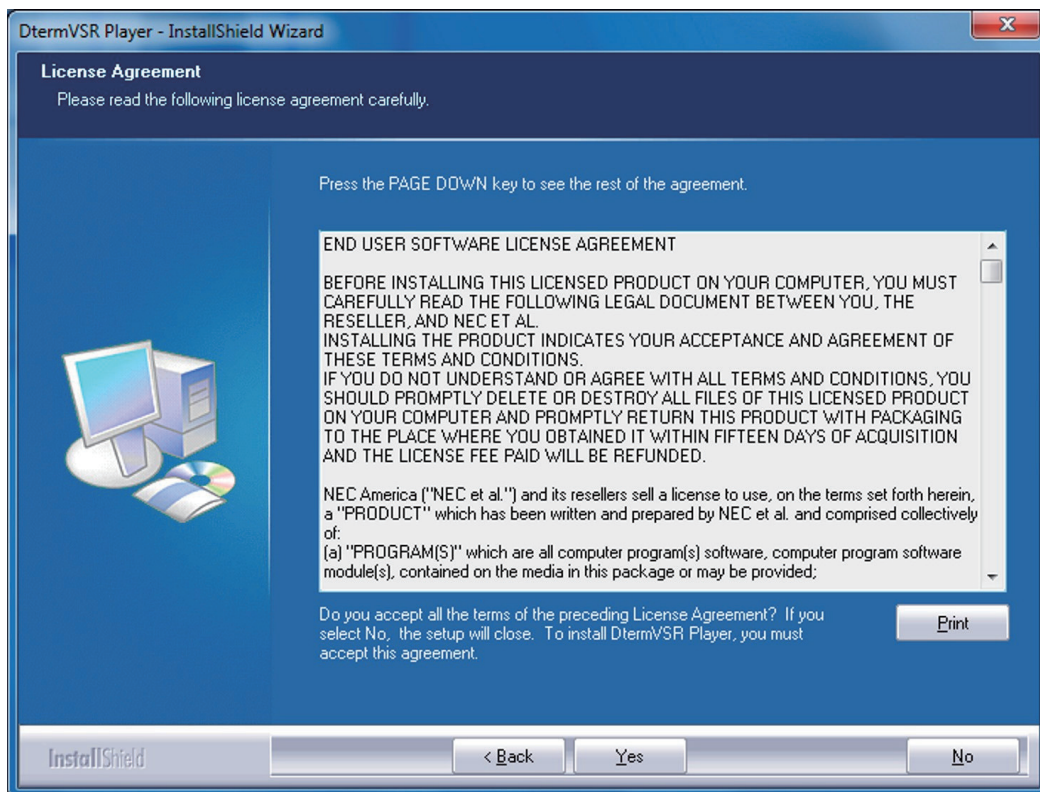 DtermVSR Player - InstallShield Wizard
License Agreement
Please read the following license agreement carefully.
Press the PAGE DOWN key to see the rest of the agreement.
END USER SOFTWARE LICENSE AGREEMENT
BEFORE INSTALLING THIS LICENSED PRODUCT ON YOUR COMPUTER, YOU MUST
CAREFULLY READ THE FOLLOWING LEGAL DOCUMENT BETWEEN YOU, THE
RESELLER, AND NEC ET AL.
INSTALLING THE PRODUCT INDICATES YOUR ACCEPTANCE AND AGREEMENT OF
THESE TERMS AND CONDITIONS.
IF YOU DO NOT UNDERSTAND OR AGREE WITH ALL TERMS AND CONDITIONS, YOU
SHOULD PROMPTLY DELETE OR DESTROY ALL FILES OF THIS LICENSED PRODUCT
ON YOUR COMPUTER AND PROMPTLY RETURN THIS PRODUCT WITH PACKAGING
TO THE PLACE WHERE YOU OBTAINED IT WITHIN FIFTEEN DAYS OF ACQUISITION
AND THE LICENSE FEE PAID WILL BE REFUNDED.
NEC America ("NEC et al.") and its resellers sell a license to use, on the terms set forth herein,
a "PRODUCT" which has been written and prepared by NEC et al. and comprised collectively
of:
(a) "PROGRAM(S)" which are all computer program(s) software, computer program software
module(s), contained on the media in this package or may be provided;
Do you accept all the terms of the preceding License Agreement? If you
select No, the setup will close. To install DtermVSR Player, you must
accept this agreement.
Print
InstallShield
< Back
Yes
No